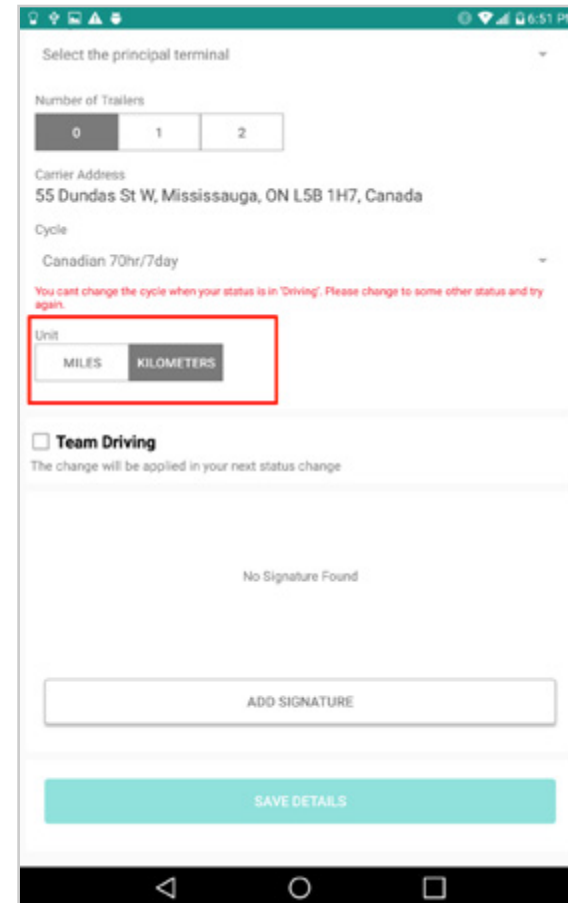 6:51 PM
Select the principal terminal
Number of Trailers
0 1 2
Carrier Address
55 Dundas St W, Mississauga, ON L5B 1H7, Canada
Cycle
Canadian 70hr/7day
You cant change the cycle when your status is in 'Driving'. Please change to some other status and try
again.
Unit
MILES KILOMETERS
Team Driving
The change will be applied in your next status change
No Signature Found
ADD SIGNATURE
SAVE DETAILS